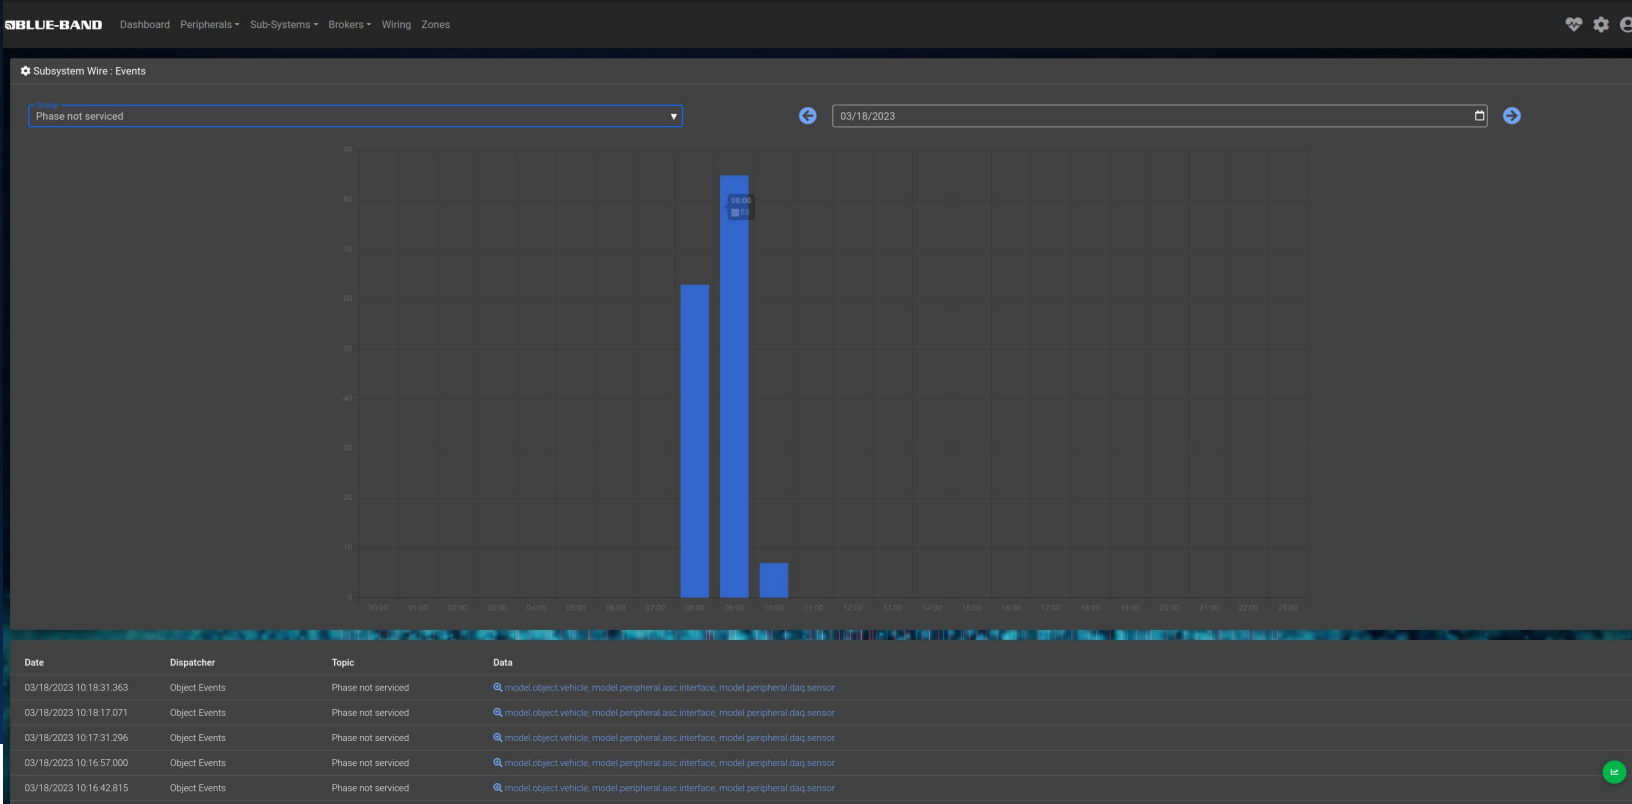 BLUE-BAND Dashboard Peripherals Sub-Systems Brokers Wiring Zones
Subsystem Wire : Events
Group
Phase not serviced 03/18/2023
90
80
70
60
50
40
30
20
10
0
08:00
63
00:00 01:00 02:00 03:00 04:00 05:00 06:00 07:00 08:00 09:00 10:00 11:00 12:00 13:00 14:00 15:00 16:00 17:00 18:00 19:00 20:00 21:00 22:00 23:00
Date Dispatcher Topic Data
03/18/2023 10:18:31.363 Object Events Phase not serviced model.object.vehicle, model.peripheral.asc.interface, model.peripheral.daq.sensor
03/18/2023 10:18:17.071 Object Events Phase not serviced model.object.vehicle, model.peripheral.asc.interface, model.peripheral.daq.sensor
03/18/2023 10:17:31.296 Object Events Phase not serviced model.object.vehicle, model.peripheral.asc.interface, model.peripheral.daq.sensor
03/18/2023 10:16:57.000 Object Events Phase not serviced model.object.vehicle, model.peripheral.asc.interface, model.peripheral.daq.sensor
03/18/2023 10:16:42.815 Object Events Phase not serviced model.object.vehicle, model.peripheral.asc.interface, model.peripheral.daq.sensor